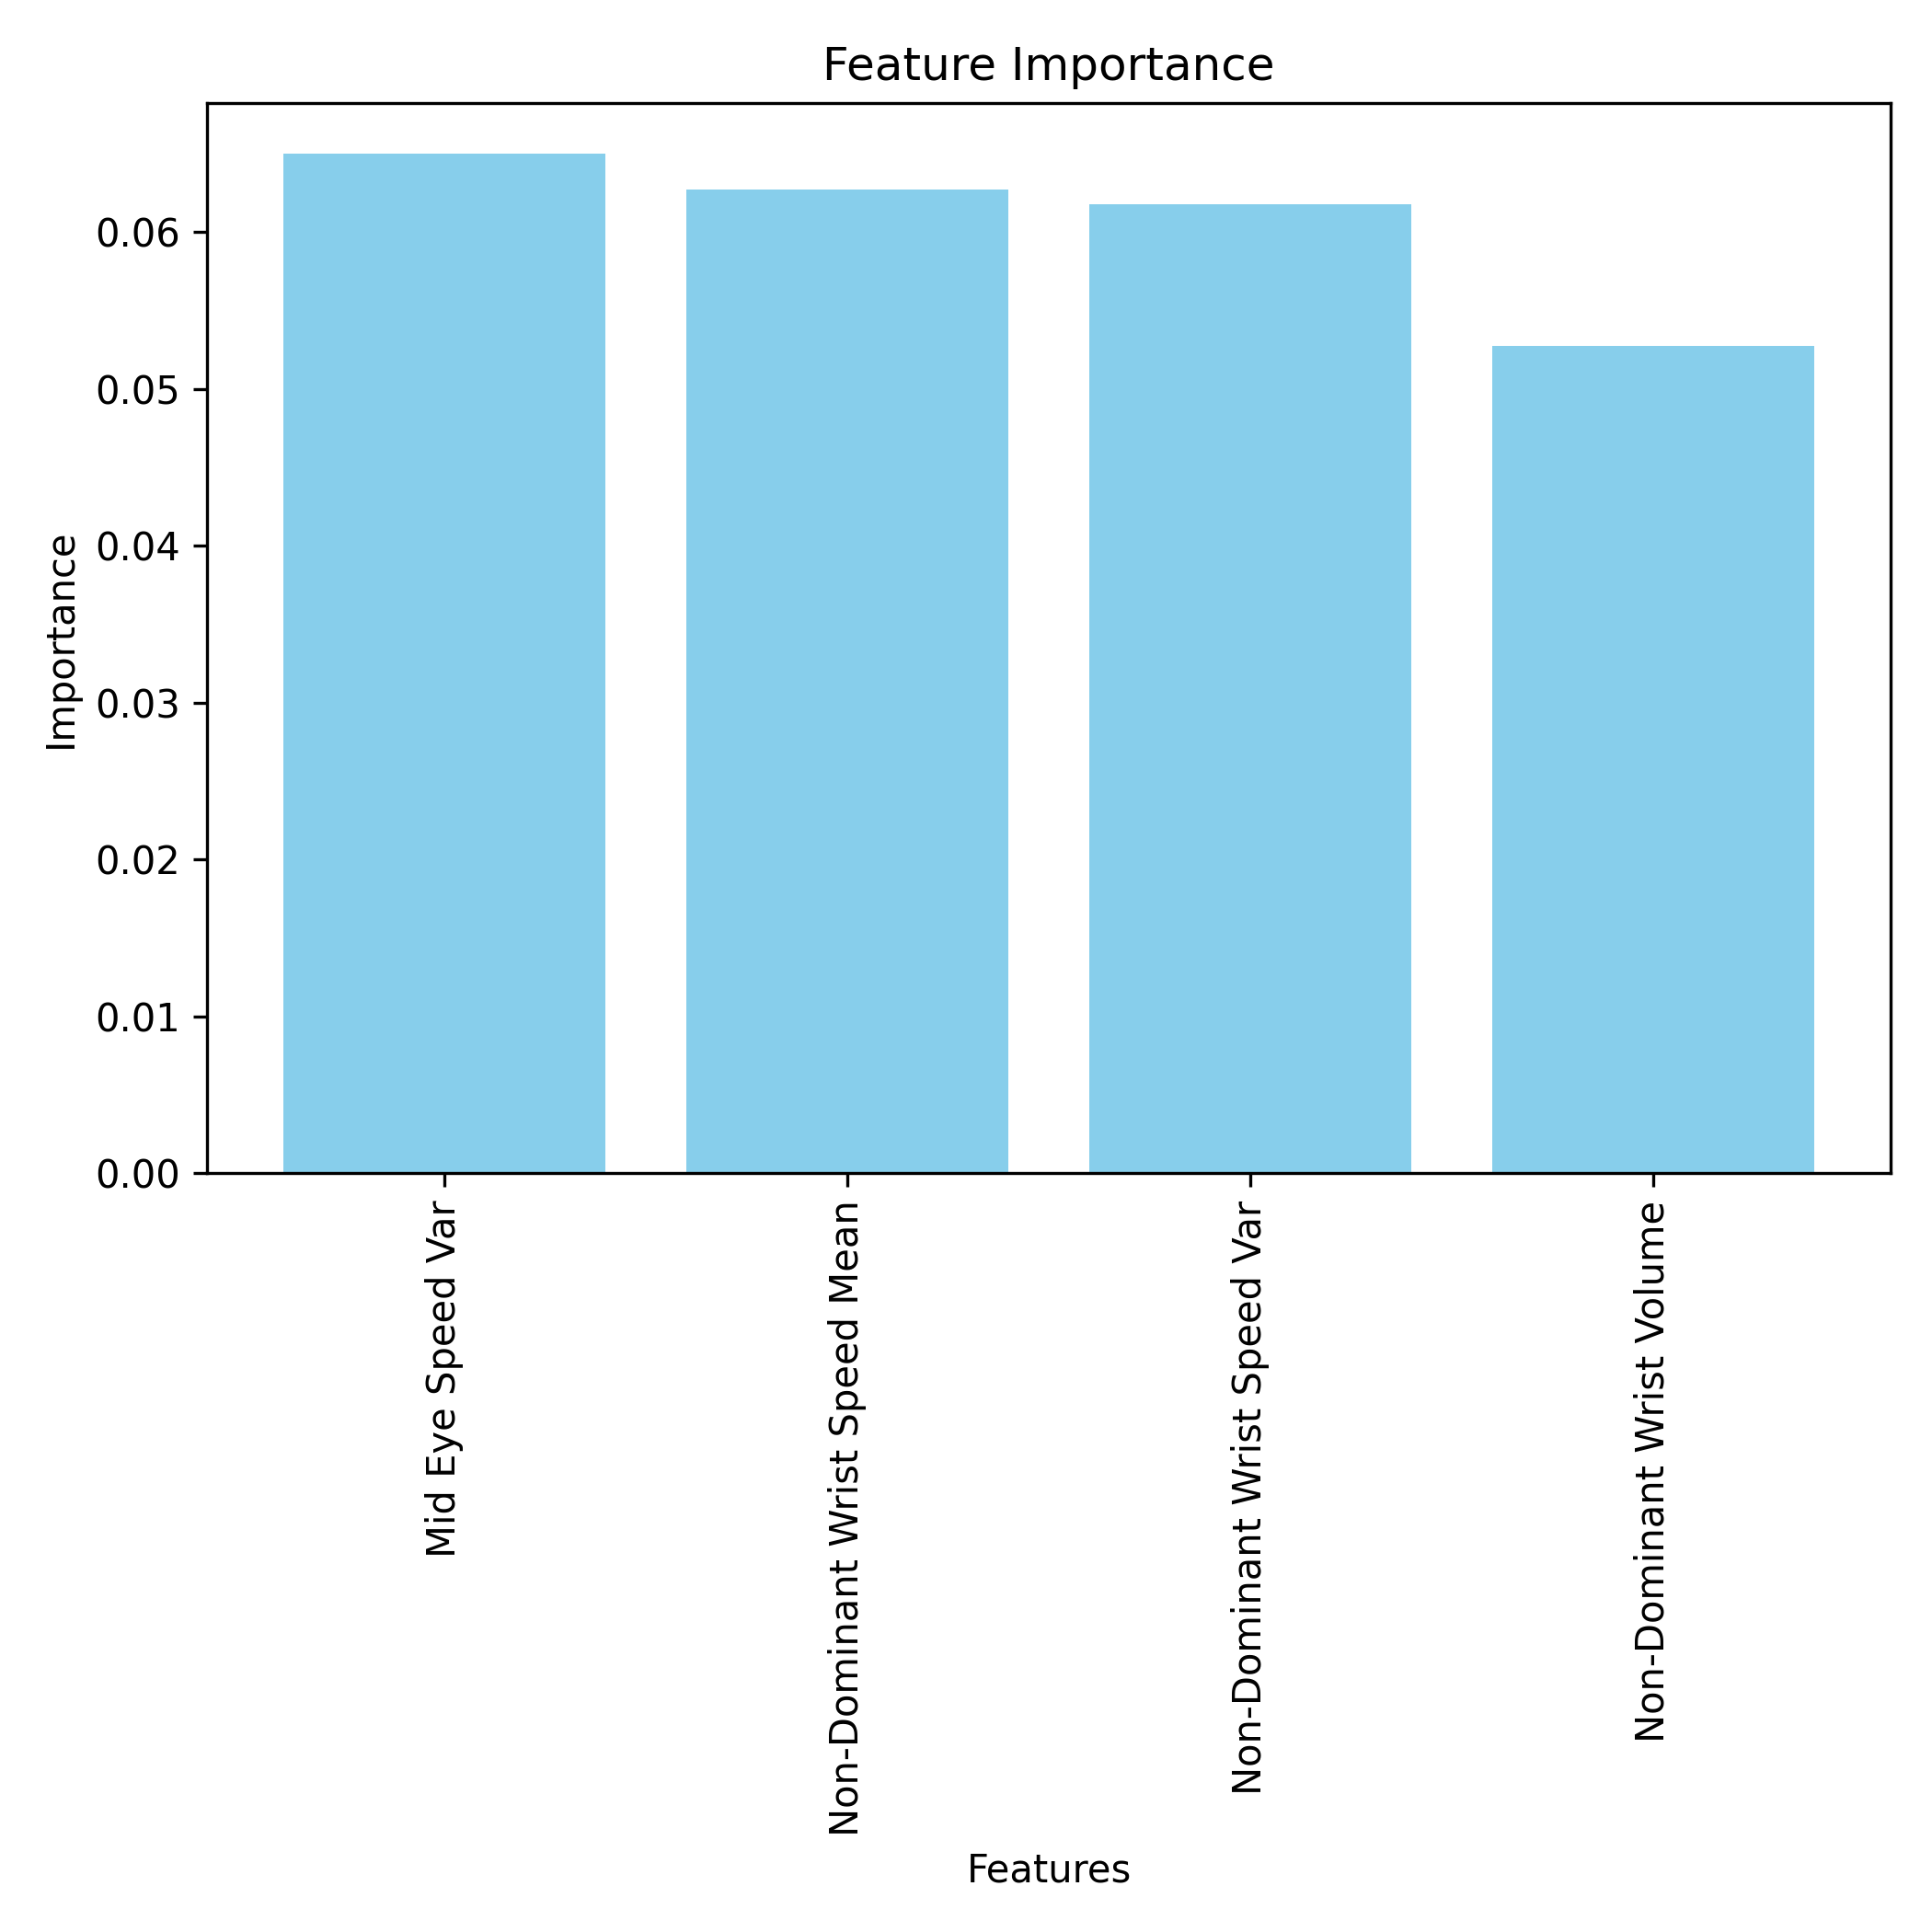 Feature Importance
Importance
0.06
0.05
0.04
0.03
0.02
0.01
0.00
Mid Eye Speed Var
Non-Dominant Wrist Speed Mean
Non-Dominant Wrist Speed Var
Non-Dominant Wrist Volume
Features